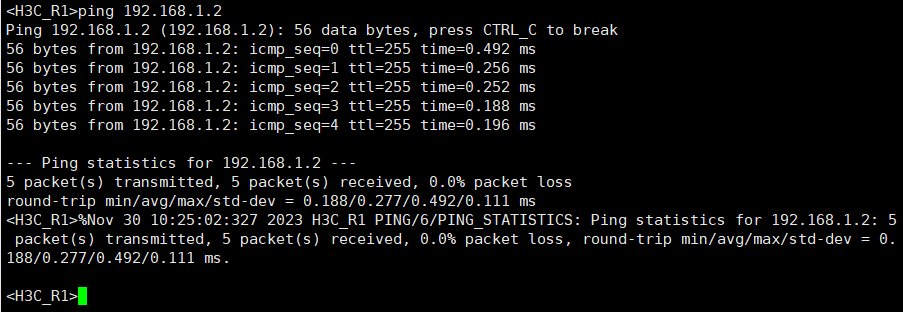 <H3C_R1>ping 192.168.1.2
Ping 192.168.1.2 (192.168.1.2): 56 data bytes, press CTRL_C to break
56 bytes from 192.168.1.2: icmp_seq=0 ttl=255 time=0.492 ms
56 bytes from 192.168.1.2: icmp_seq=1 ttl=255 time=0.256 ms
56 bytes from 192.168.1.2: icmp_seq=2 ttl=255 time=0.252 ms
56 bytes from 192.168.1.2: icmp_seq=3 ttl=255 time=0.188 ms
56 bytes from 192.168.1.2: icmp_seq=4 ttl=255 time=0.196 ms

--- Ping statistics for 192.168.1.2 ---
5 packet(s) transmitted, 5 packet(s) received, 0.0% packet loss
round-trip min/avg/max/std-dev = 0.188/0.277/0.492/0.111 ms
<H3C_R1>%Nov 30 10:25:02:327 2023 H3C_R1 PING/6/PING_STATISTICS: Ping statistics for 192.168.1.2: 5
 packet(s) transmitted, 5 packet(s) received, 0.0% packet loss, round-trip min/avg/max/std-dev = 0.
188/0.277/0.492/0.111 ms.

<H3C_R1>